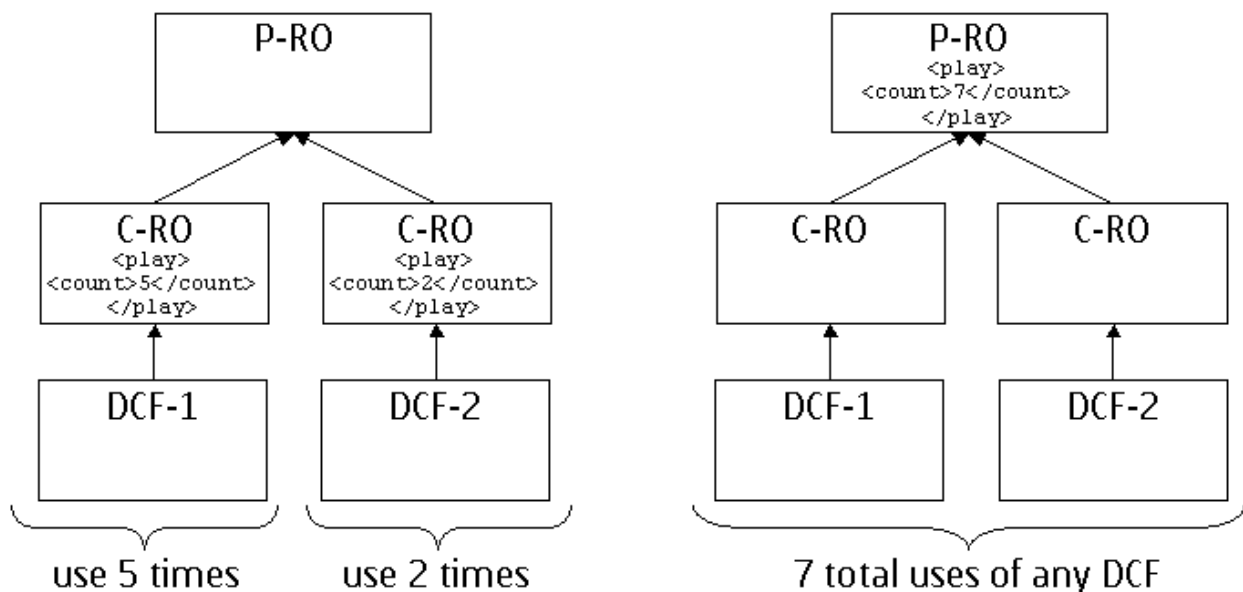 P-RO
C-RO
<play>
<count>5</count>
</play>
C-RO
<play>
<count>2</count>
</play>
DCF-1
DCF-2
use 5 times
use 2 times
P-RO
<play>
<count>7</count>
</play>
C-RO
C-RO
DCF-1
DCF-2
7 total uses of any DCF